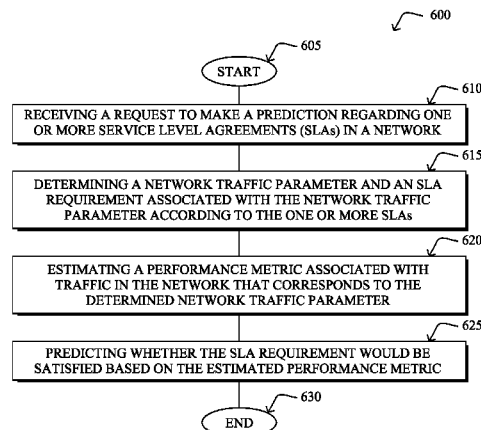 600
605
START
610
RECEIVING A REQUEST TO MAKE A PREDICTION REGARDING ONE
OR MORE SERVICE LEVEL AGREEMENTS (SLAs) IN A NETWORK
615
DETERMINING A NETWORK TRAFFIC PARAMETER AND AN SLA
REQUIREMENT ASSOCIATED WITH THE NETWORK TRAFFIC
PARAMETER ACCORDING TO THE ONE OR MORE SLAs
620
ESTIMATING A PERFORMANCE METRIC ASSOCIATED WITH
TRAFFIC IN THE NETWORK THAT CORRESPONDS TO THE
DETERMINED NETWORK TRAFFIC PARAMETER
625
PREDICTING WHETHER THE SLA REQUIREMENT WOULD BE
SATISFIED BASED ON THE ESTIMATED PERFORMANCE METRIC
630
END